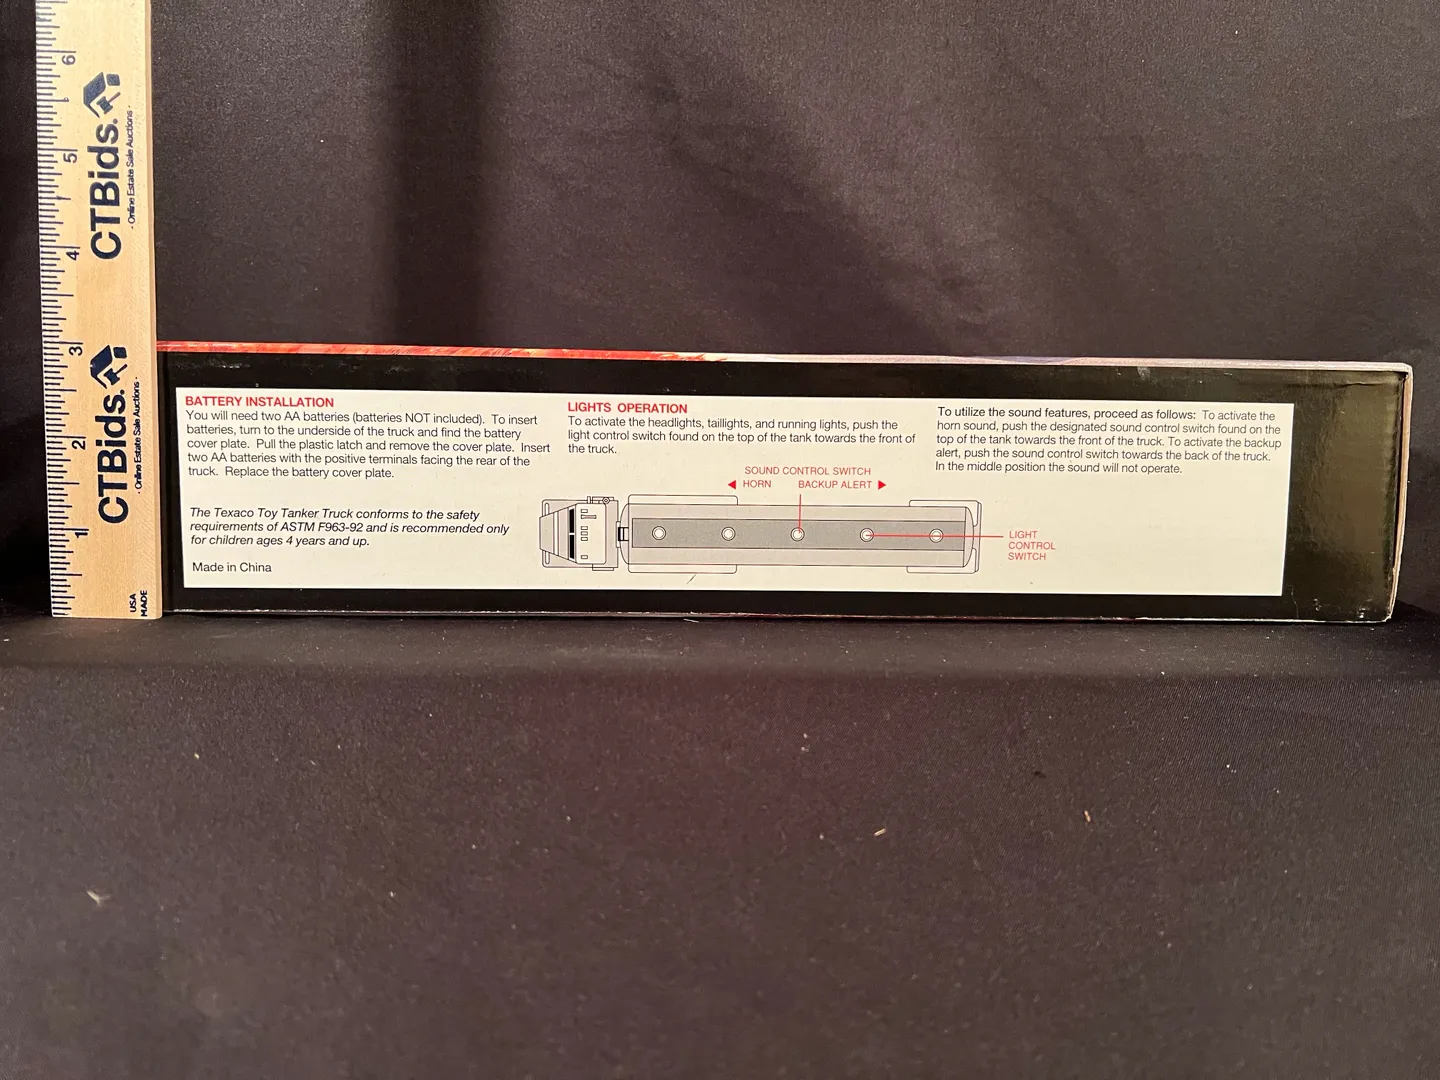 6
5
4
3
2
1
CTBids.
- Online Estate Sale Auctions -
CTBids.
- Online Estate Sale Auctions -
USA
MADE
BATTERY INSTALLATION
You will need two AA batteries (batteries NOT included). To insert
batteries, turn to the underside of the truck and find the battery
cover plate. Pull the plastic latch and remove the cover plate. Insert
two AA batteries with the positive terminals facing the rear of the
truck. Replace the battery cover plate.
The Texaco Toy Tanker Truck conforms to the safety
requirements of ASTM F963-92 and is recommended only
for children ages 4 years and up.
Made in China
LIGHTS OPERATION
To activate the headlights, taillights, and running lights, push the
light control switch found on the top of the tank towards the front of
the truck.
SOUND CONTROL SWITCH
HORN BACKUP ALERT
LIGHT
CONTROL
SWITCH
To utilize the sound features, proceed as follows: To activate the
horn sound, push the designated sound control switch found on the
top of the tank towards the front of the truck. To activate the backup
alert, push the sound control switch towards the back of the truck.
In the middle position the sound will not operate.